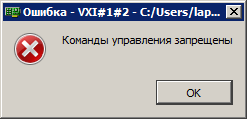 Ошибка - VXI#1#2 - C:/Users/lap...
Команды управления запрещены
OK